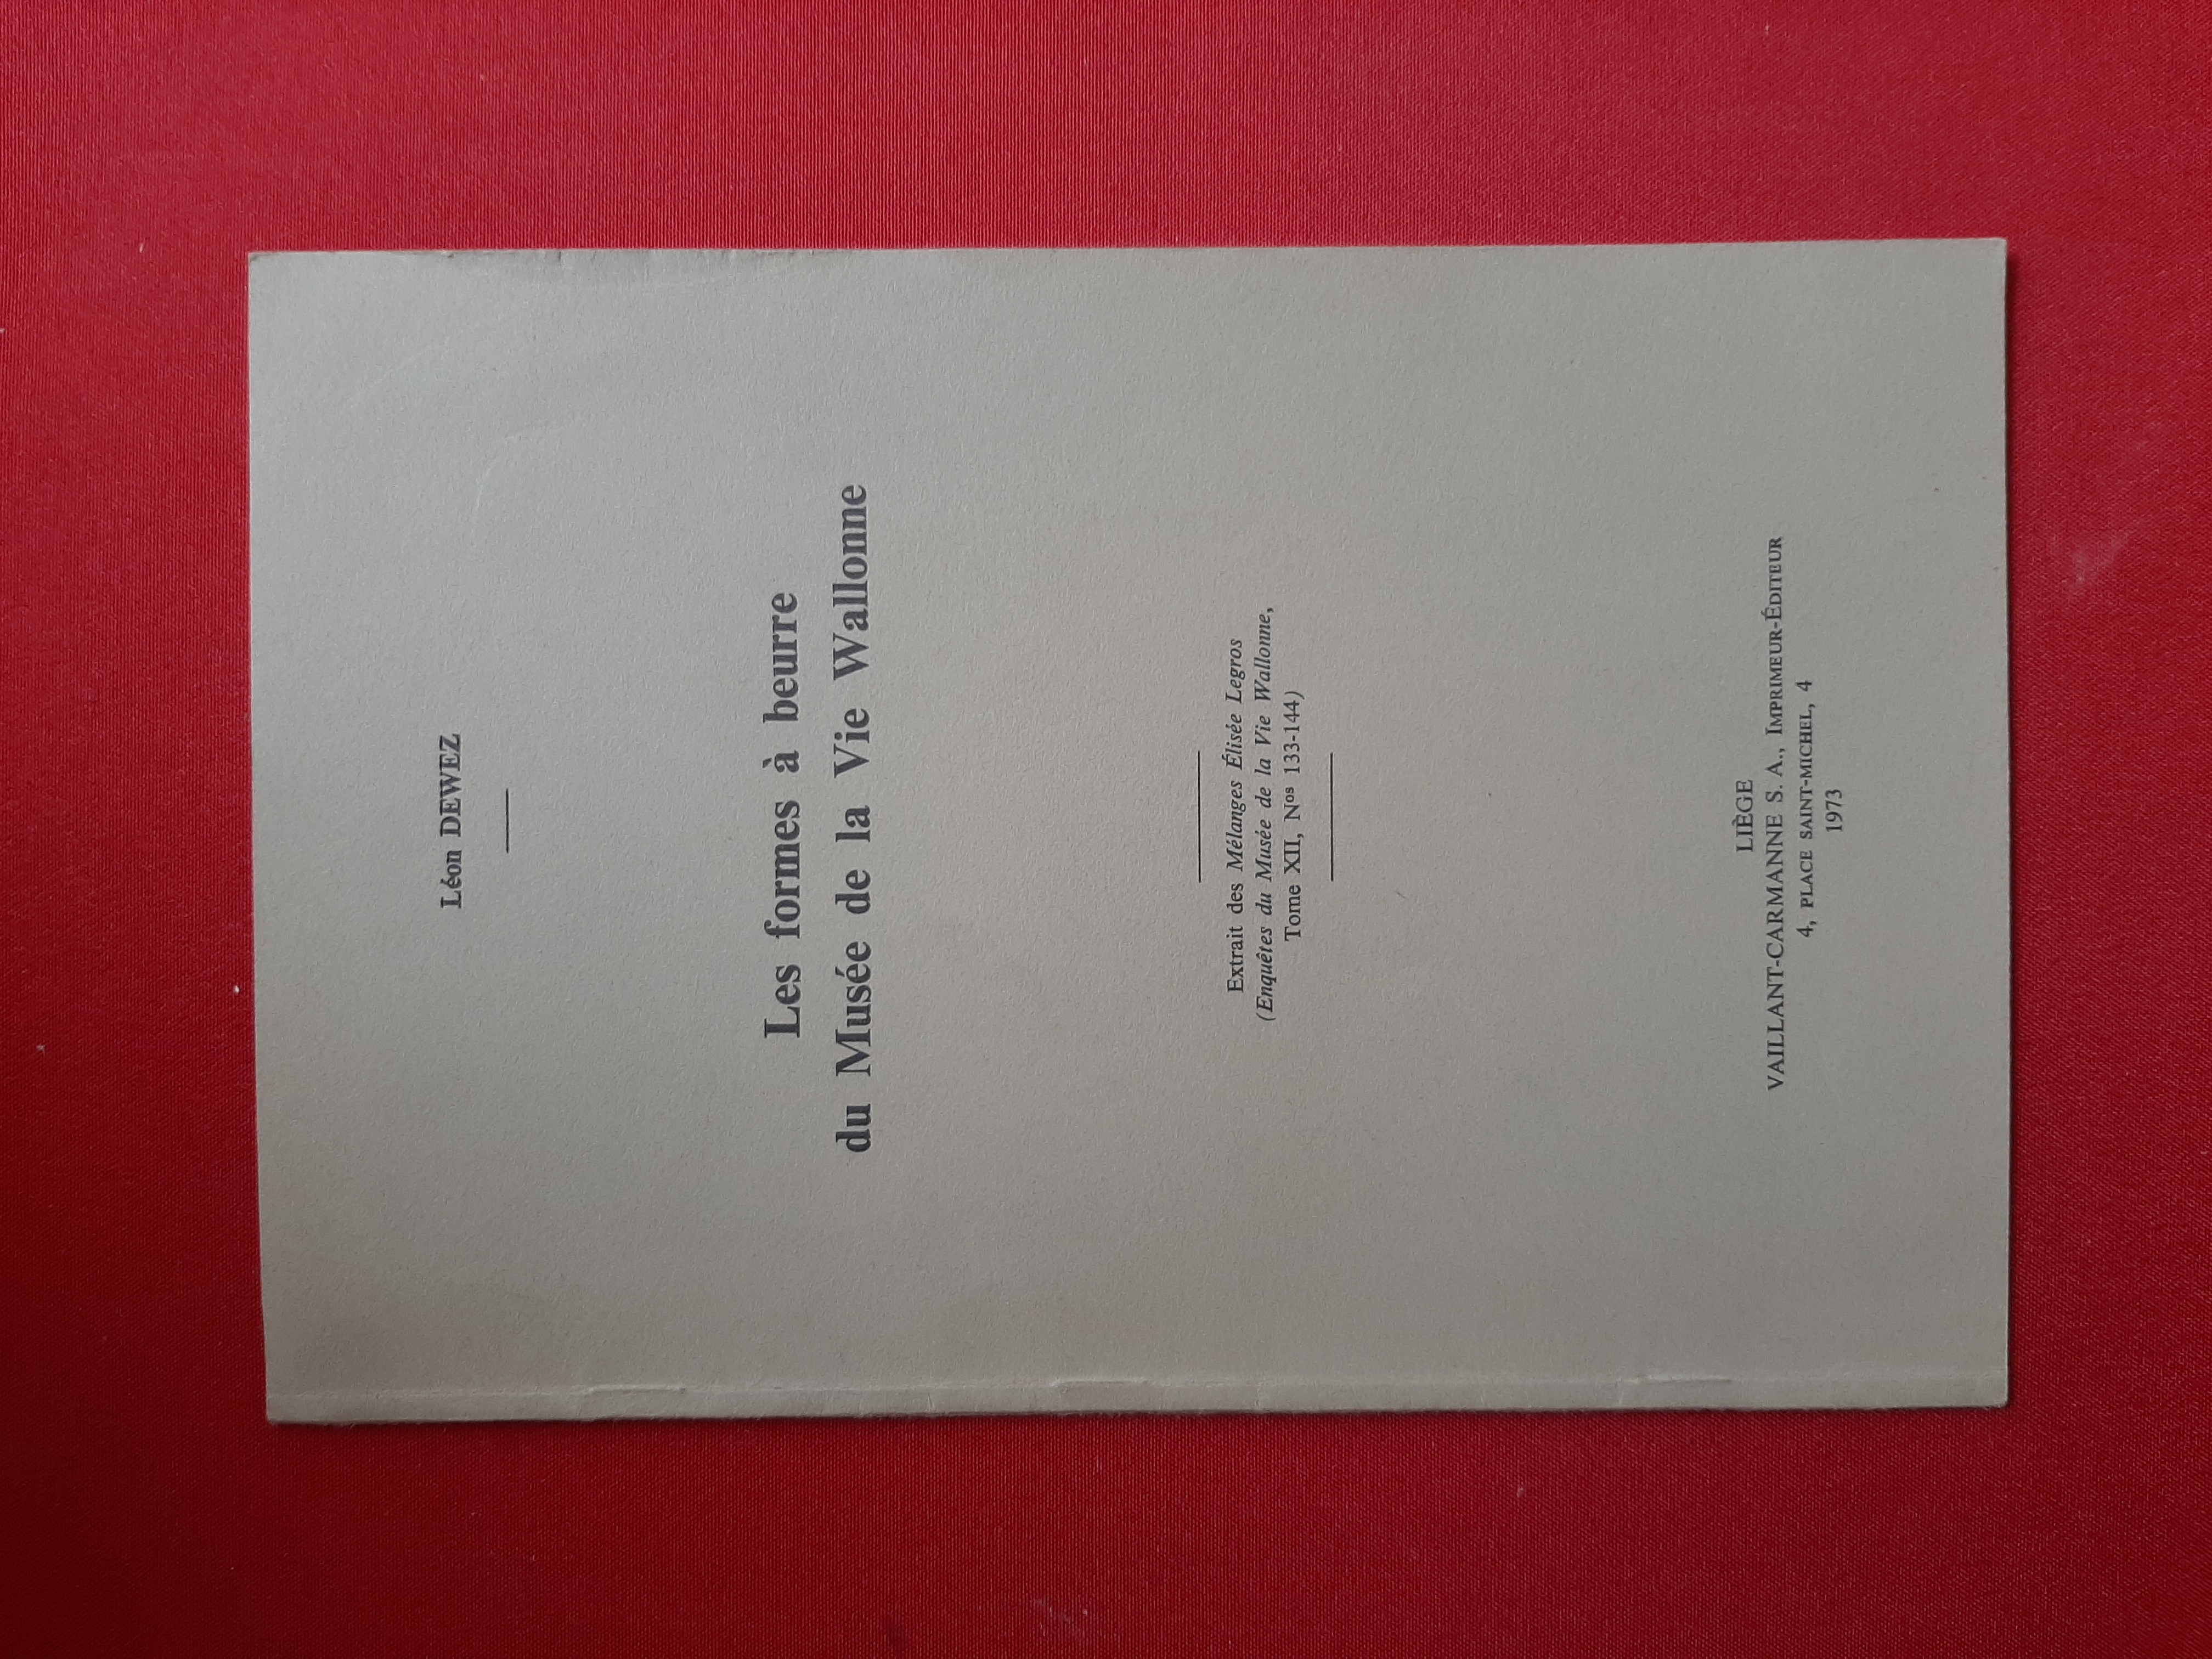 Léon DEWEZ
Les formes à beurre
du Musée de la Vie Wallonne
Extrait des Mélanges Élisée Legros
(Enquêtes du Musée de la Vie Wallonne,
Tome XII, Nos 133-144)
LIÈGE
VAILLANT-CARMANNE S. A., IMPRIMEUR-ÉDITEUR
4, PLACE SAINT-MICHEL, 4
1973